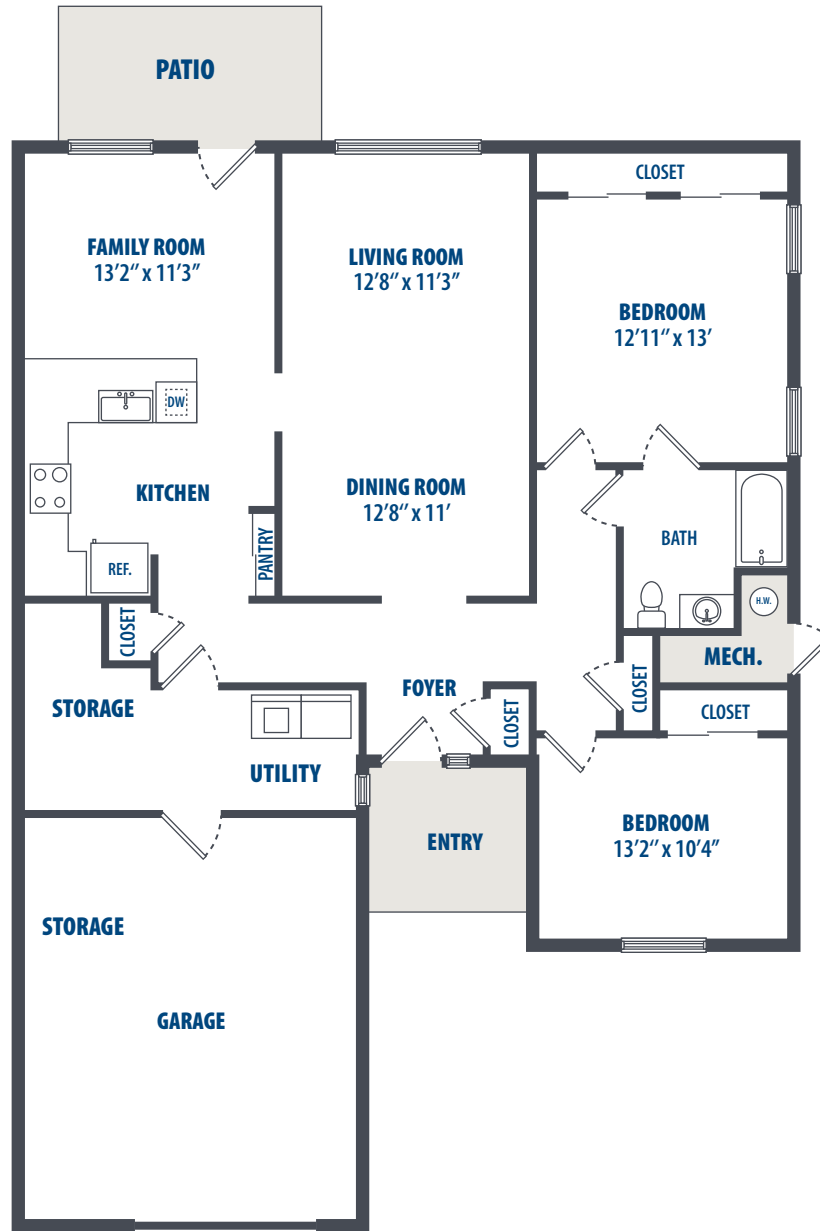 PATIO
CLOSET
FAMILY ROOM
13’2” x 11’3”
LIVING ROOM
12’8” x 11’3”
BEDROOM
12’11” x 13’
DW
KITCHEN
DINING ROOM
12’8” x 11’
PANTRY
REF.
BATH
H.W.
CLOSET
MECH.
FOYER
CLOSET
STORAGE
CLOSET
CLOSET
UTILITY
ENTRY
BEDROOM
13’2” x 10’4”
STORAGE
GARAGE